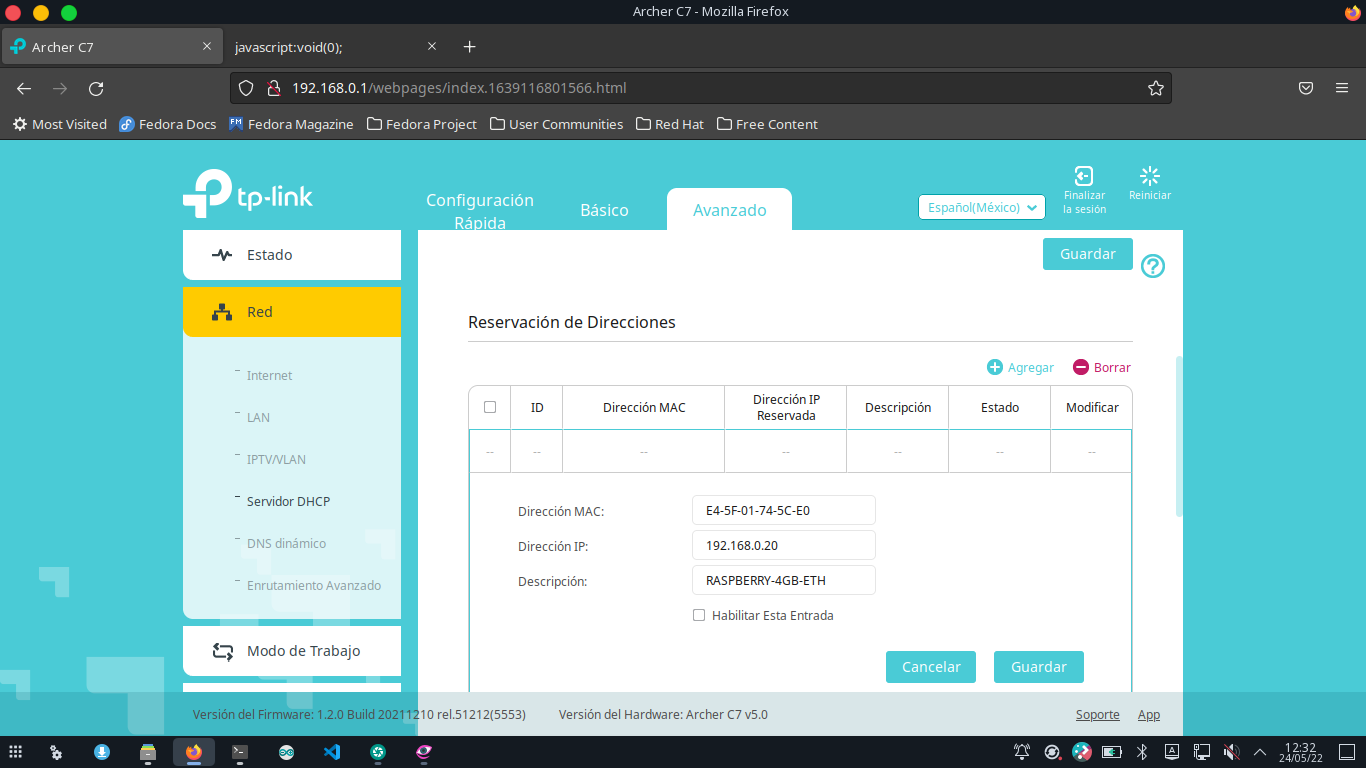 Archer C7 - Mozilla Firefox
Archer C7
javascript:void(0);
192.168.0.1/webpages/index.1639116801566.html
Most Visited Fedora Docs Fedora Magazine Fedora Project User Communities Red Hat Free Content
tp-link
Configuración
Rápida
Básico
Avanzado
Español(México)
Finalizar
la sesión
Reiniciar
Estado
Red
Internet
LAN
IPTV/VLAN
Servidor DHCP
DNS dinámico
Enrutamiento Avanzado
Modo de Trabajo
Guardar
Reservación de Direcciones
Agregar Borrar
ID Dirección MAC Dirección IP Reservada Descripción Estado Modificar
-- -- -- -- -- -- --
Dirección MAC: E4-5F-01-74-5C-E0
Dirección IP: 192.168.0.20
Descripción: RASPBERRY-4GB-ETH
Habilitar Esta Entrada
Cancelar Guardar
Versión del Firmware: 1.2.0 Build 20211210 rel.51212(5553) Versión del Hardware: Archer C7 v5.0 Soporte App
12:32
24/05/22